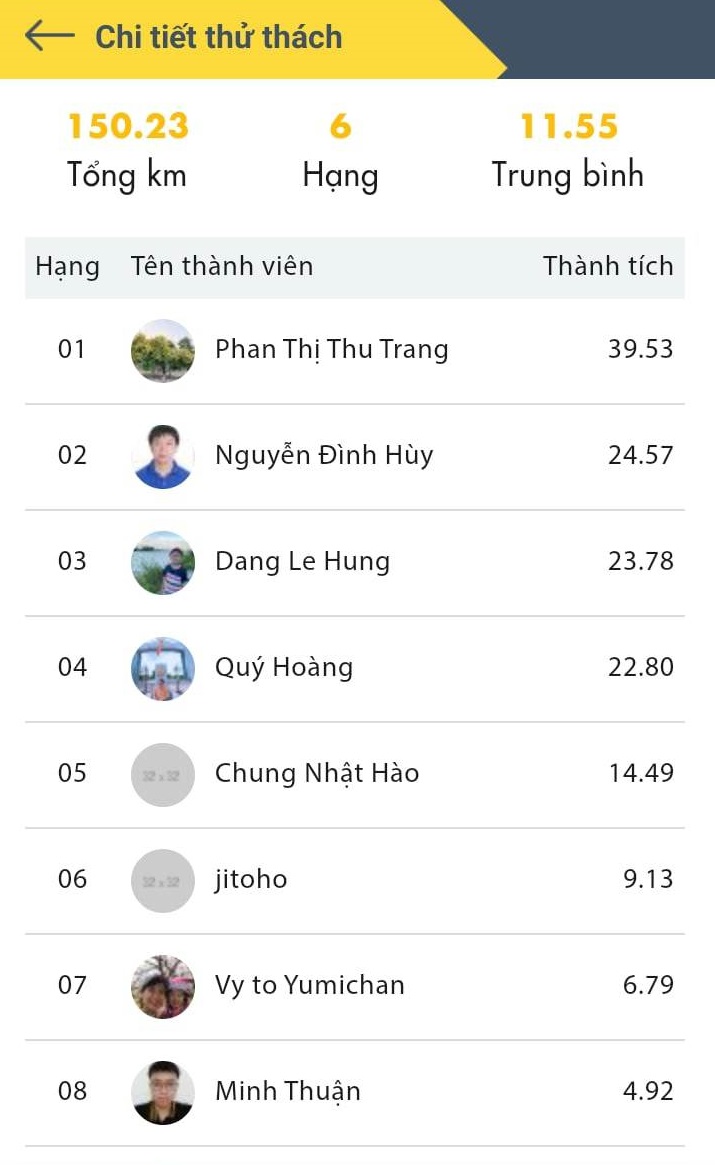 Chi tiết thử thách
150.23 6 11.55
Tổng km Hạng Trung bình
Hạng Tên thành viên Thành tích
01 Phan Thị Thu Trang 39.53
02 Nguyễn Đình Hùy 24.57
03 Dang Le Hung 23.78
04 Quý Hoàng 22.80
05 32 x 32 Chung Nhật Hào 14.49
06 32 x 32 jitoho 9.13
07 Vy to Yumichan 6.79
08 Minh Thuận 4.92